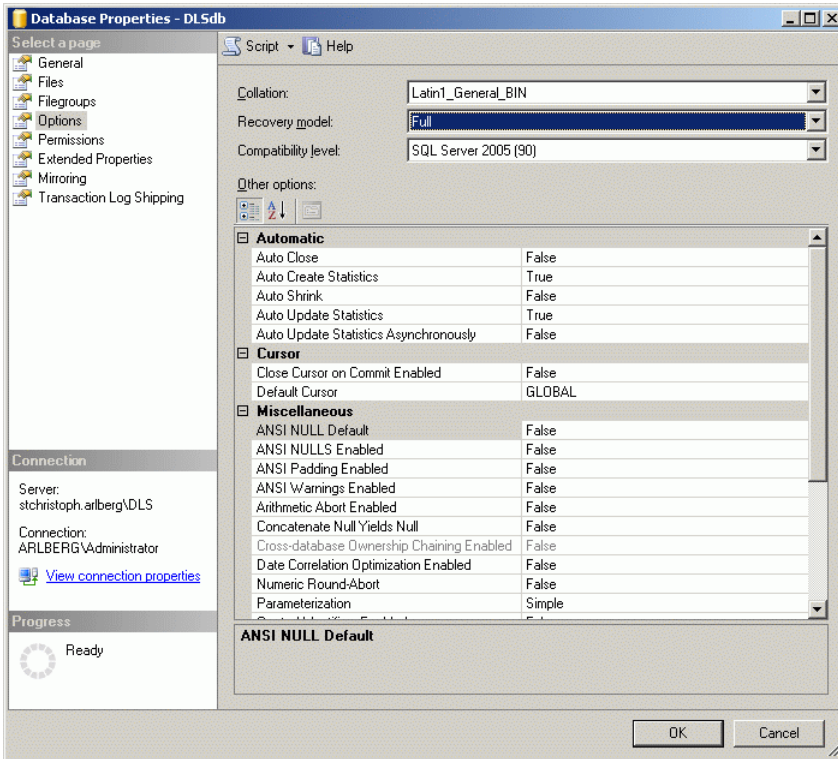 Database Properties - DLSdb
Select a page
General
Files
Filegroups
Options
Permissions
Extended Properties
Mirroring
Transaction Log Shipping
Script Help
Collation: Latin1_General_BIN
Recovery model: Full
Compatibility level: SQL Server 2005 (90)
Other options:
Automatic
Auto Close False
Auto Create Statistics True
Auto Shrink False
Auto Update Statistics True
Auto Update Statistics Asynchronously False
Cursor
Close Cursor on Commit Enabled False
Default Cursor GLOBAL
Miscellaneous
ANSI NULL Default False
ANSI NULLS Enabled False
ANSI Padding Enabled False
ANSI Warnings Enabled False
Arithmetic Abort Enabled False
Concatenate Null Yields Null False
Cross-database Ownership Chaining Enabled False
Date Correlation Optimization Enabled False
Numeric Round-Abort False
Parameterization Simple
ANSI NULL Default
Connection
Server:
stchristoph.arlberg\DLS
Connection:
ARLBERG\Administrator
View connection properties
Progress
Ready
OK Cancel